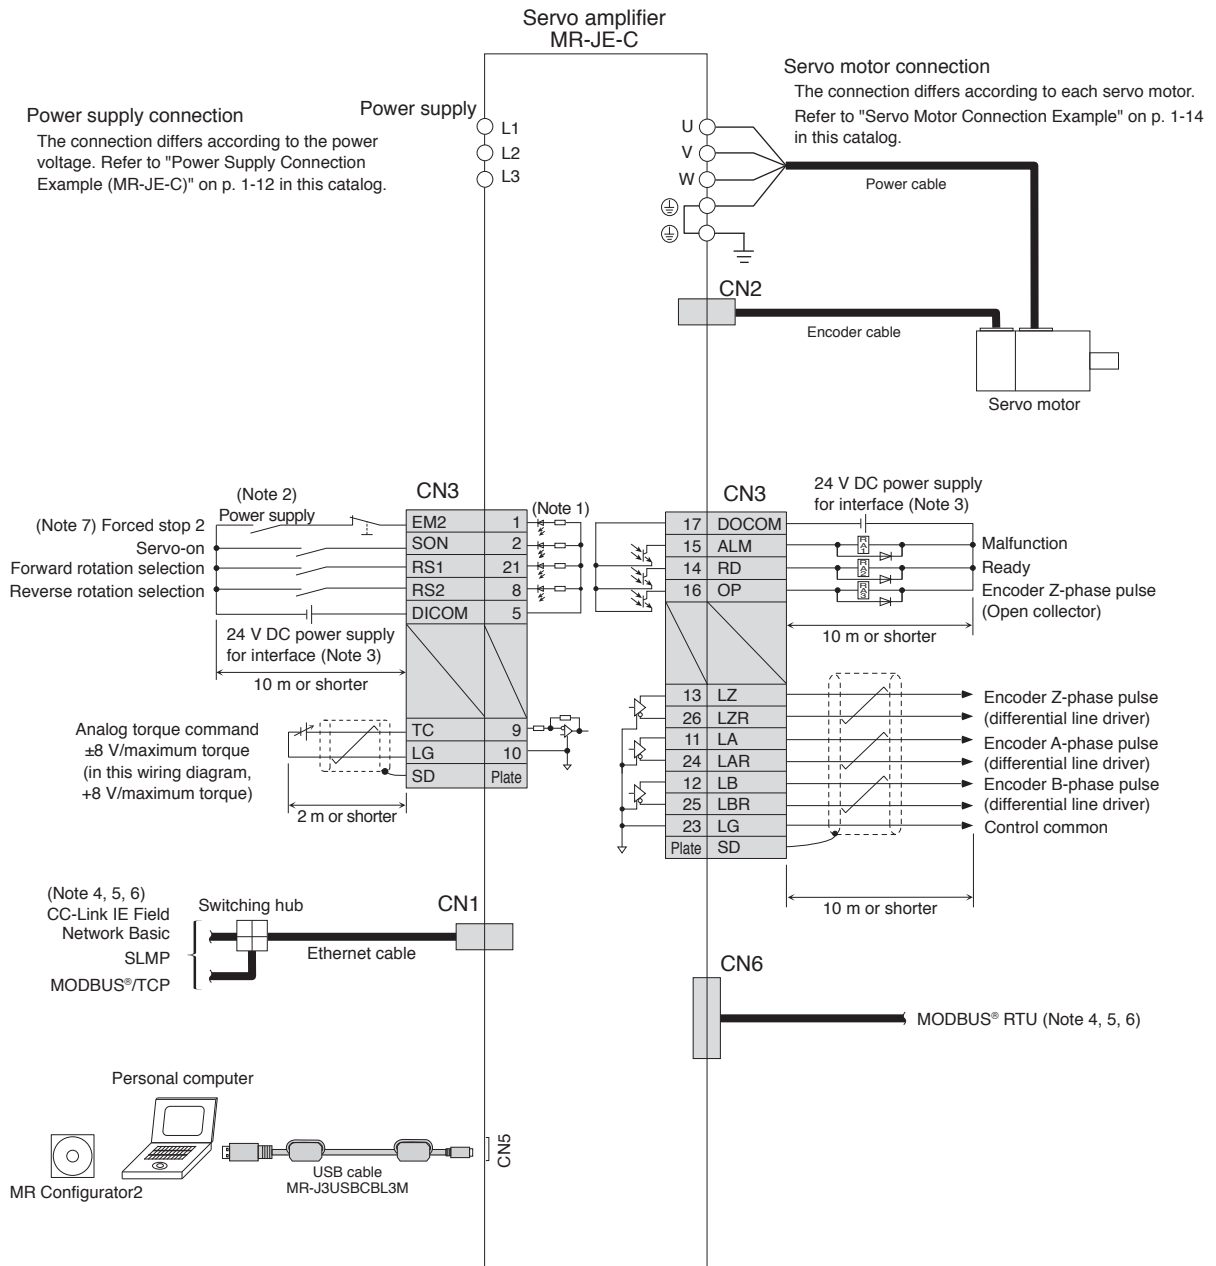 Servo amplifier
MR-JE-C
Power supply connection
The connection differs according to the power
voltage. Refer to "Power Supply Connection
Example (MR-JE-C)" on p. 1-12 in this catalog.
Power supply
L1
L2
L3
Servo motor connection
The connection differs according to each servo motor.
Refer to "Servo Motor Connection Example" on p. 1-14
in this catalog.
U
V
W
Power cable
CN2
Encoder cable
Servo motor
(Note 2)
Power supply
(Note 7) Forced stop 2
Servo-on
Forward rotation selection
Reverse rotation selection
24 V DC power supply
for interface (Note 3)
10 m or shorter
CN3
(Note 1)
EM2 1
SON 2
RS1 21
RS2 8
DICOM 5
TC 9
LG 10
SD Plate
Analog torque command
±8 V/maximum torque
(in this wiring diagram,
+8 V/maximum torque)
2 m or shorter
CN3
24 V DC power supply
for interface (Note 3)
17 DOCOM
15 ALM RA1 Malfunction
14 RD RA2 Ready
16 OP RA3 Encoder Z-phase pulse
(Open collector)
10 m or shorter
13 LZ
26 LZR
11 LA
24 LAR
12 LB
25 LBR
23 LG
Plate SD
Encoder Z-phase pulse
(differential line driver)
Encoder A-phase pulse
(differential line driver)
Encoder B-phase pulse
(differential line driver)
Control common
10 m or shorter
(Note 4, 5, 6)
CC-Link IE Field
Network Basic
SLMP
MODBUS®/TCP
Switching hub
Ethernet cable
CN1
CN6
MODBUS® RTU (Note 4, 5, 6)
Personal computer
MR Configurator2
USB cable
MR-J3USBCBL3M
CN5